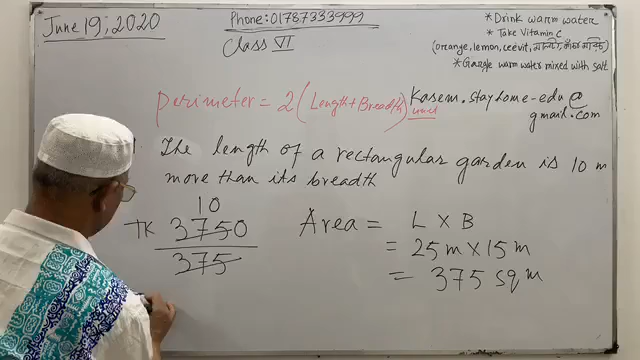 June 19, 2020
Phone: 01787333999
Class VI
* Drink warm water
* Take Vitamin C
(orange, lemon, ceevit,
* Gargle warm water mixed with salt
Perimeter = 2 (Length + Breadth) unit
Kasem.stayhome-edu@
gmail.com
The length of a rectangular garden is 10 m
more than its breadth
10
TK 3750
375
Area = L × B
= 25 m × 15 m
= 375 sq m